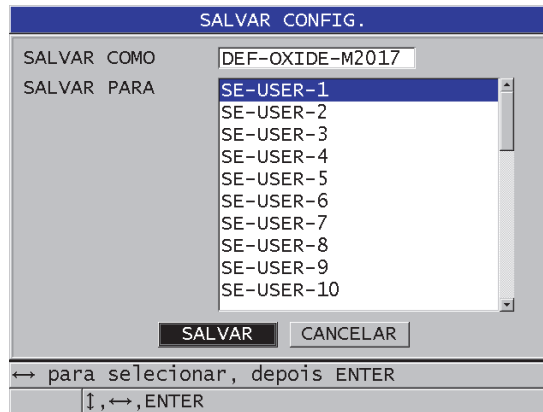 SALVAR CONFIG.
SALVAR COMO DEF-OXIDE-M2017
SALVAR PARA SE-USER-1
SE-USER-2
SE-USER-3
SE-USER-4
SE-USER-5
SE-USER-6
SE-USER-7
SE-USER-8
SE-USER-9
SE-USER-10
SALVAR CANCELAR
↔ para selecionar, depois ENTER
↕,↔,ENTER